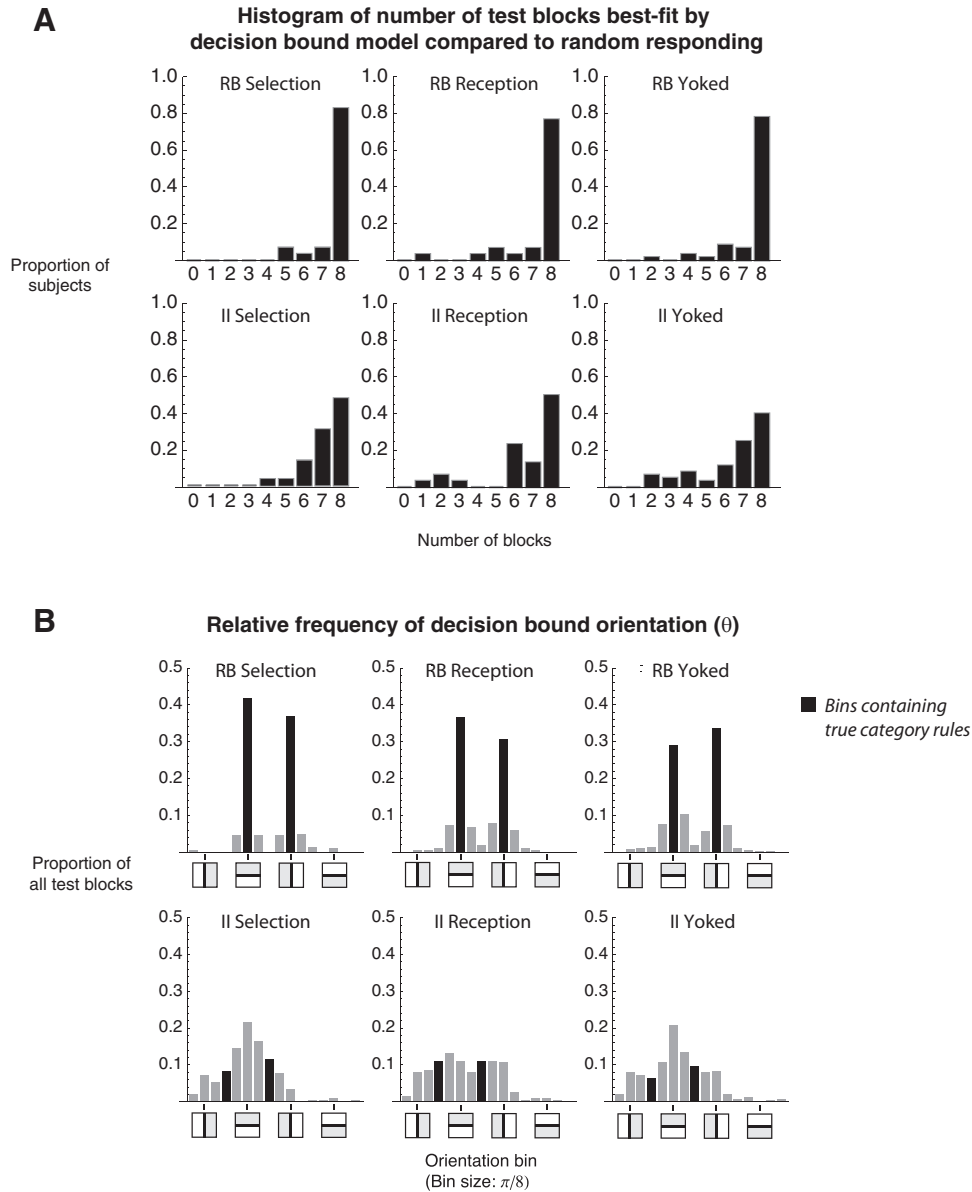 A
Histogram of number of test blocks best-fit by
decision bound model compared to random responding
RB Selection
RB Reception
RB Yoked
1.0 1.0 1.0
0.8 0.8 0.8
0.6 0.6 0.6
0.4 0.4 0.4
0.2 0.2 0.2
0 1 2 3 4 5 6 7 8 0 1 2 3 4 5 6 7 8 0 1 2 3 4 5 6 7 8
Proportion of
subjects
II Selection
II Reception
II Yoked
1.0 1.0 1.0
0.8 0.8 0.8
0.6 0.6 0.6
0.4 0.4 0.4
0.2 0.2 0.2
0 1 2 3 4 5 6 7 8 0 1 2 3 4 5 6 7 8 0 1 2 3 4 5 6 7 8
Number of blocks
B
Relative frequency of decision bound orientation (θ)
RB Selection
RB Reception
: RB Yoked
0.5 0.5 0.5
0.4 0.4 0.4
0.3 0.3 0.3
0.2 0.2 0.2
0.1 0.1 0.1
Bins containing
true category rules
Proportion of
all test blocks
II Selection
II Reception
II Yoked
0.5 0.5 0.5
0.4 0.4 0.4
0.3 0.3 0.3
0.2 0.2 0.2
0.1 0.1 0.1
Orientation bin
(Bin size: π/8)